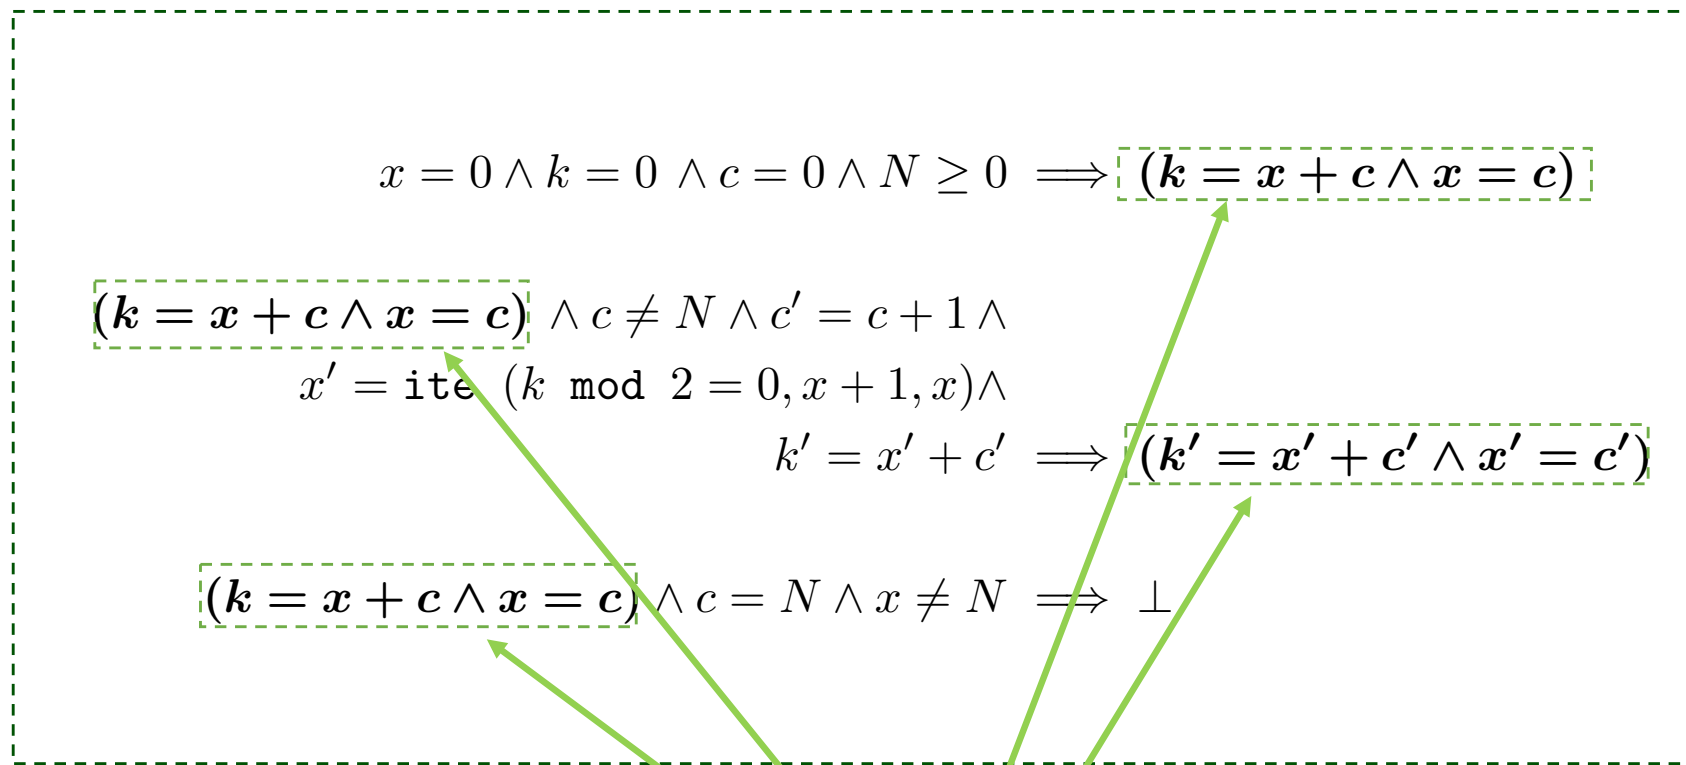 x = 0 ∧ k = 0 ∧ c = 0 ∧ N ≥ 0 ⟹ (k = x + c ∧ x = c)
(k = x + c ∧ x = c) ∧ c ≠ N ∧ c′ = c + 1 ∧
x′ = ite (k mod 2 = 0, x + 1, x)∧
k′ = x′ + c′ ⟹ (k′ = x′ + c′ ∧ x′ = c′)
(k = x + c ∧ x = c) ∧ c = N ∧ x ≠ N ⟹ ⊥